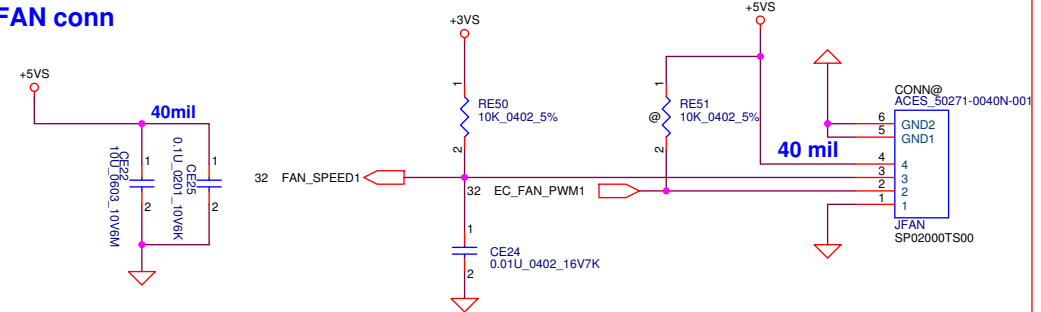 FAN conn
+5VS
40mil
1
2
CE22
10U_0603_10V6M
1
2
CE25
0.1U_0201_10V6K
+3VS
1
RE50
10K_0402_5%
2
32 FAN_SPEED1
1
2
CE24
0.01U_0402_16V7K
+5VS
1
@
RE51
10K_0402_5%
2
32 EC_FAN_PWM1
40 mil
CONN@
ACES_50271-0040N-001
6 GND2
5 GND1
4 4
3 3
2 2
1 1
JFAN
SP02000TS00